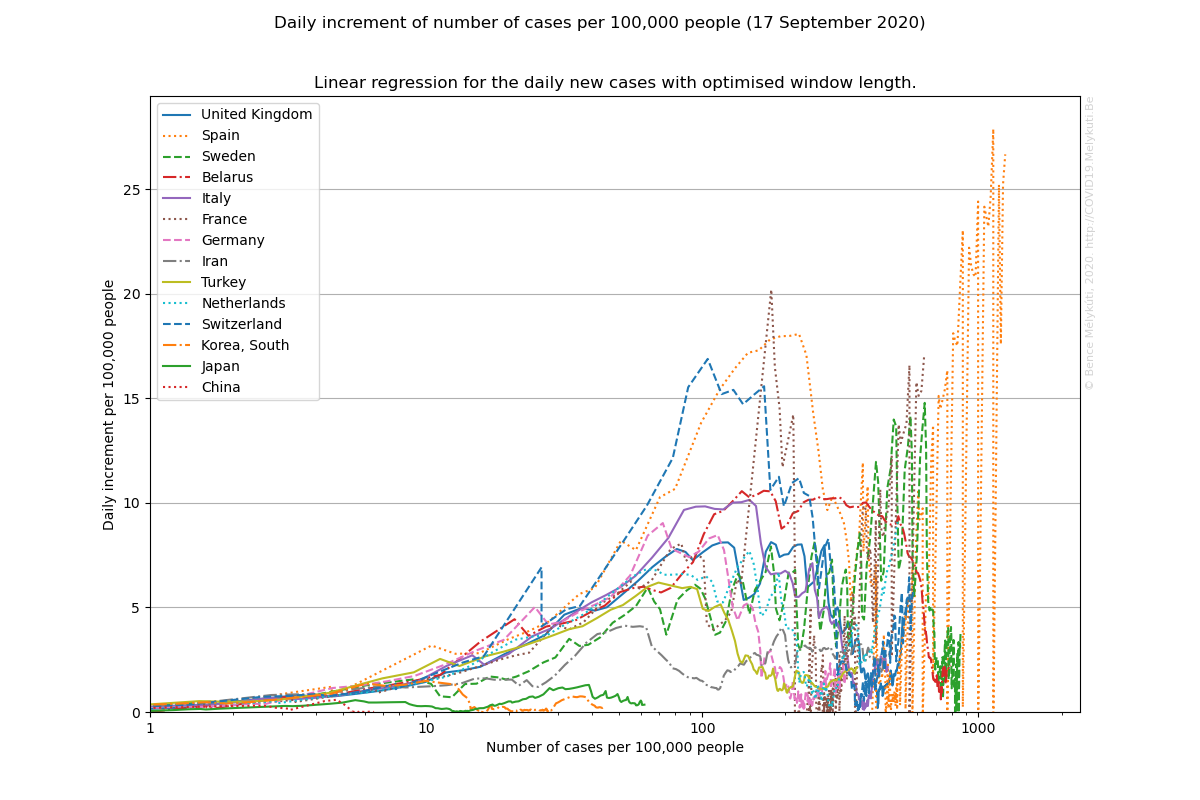 Daily increment of number of cases per 100,000 people (17 September 2020)
Linear regression for the daily new cases with optimised window length.
United Kingdom
Spain
Sweden
Belarus
Italy
France
Germany
Iran
Turkey
Netherlands
Switzerland
Korea, South
Japan
China
25
20
15
10
5
0
Daily increment per 100,000 people
1
10
100
1000
Number of cases per 100,000 people
© Bence Mélykúti, 2020. http://COVID19.Melykuti.Be